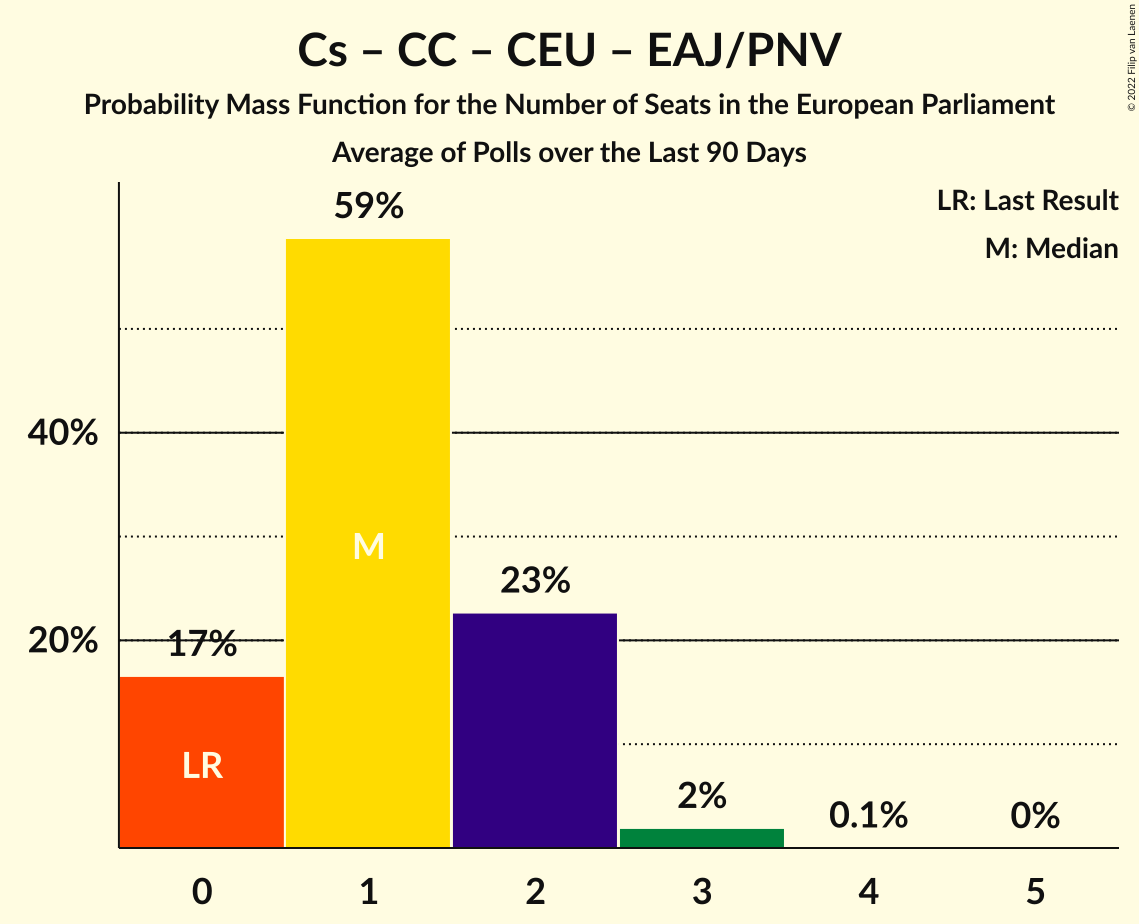 Cs – CC – CEU – EAJ/PNV
Probability Mass Function for the Number of Seats in the European Parliament
Average of Polls over the Last 90 Days
© 2022 Filip van Laenen
LR: Last Result
M: Median
59%
40%
M
23%
20%
17%
LR
2%
0.1%
0%
0 1 2 3 4 5